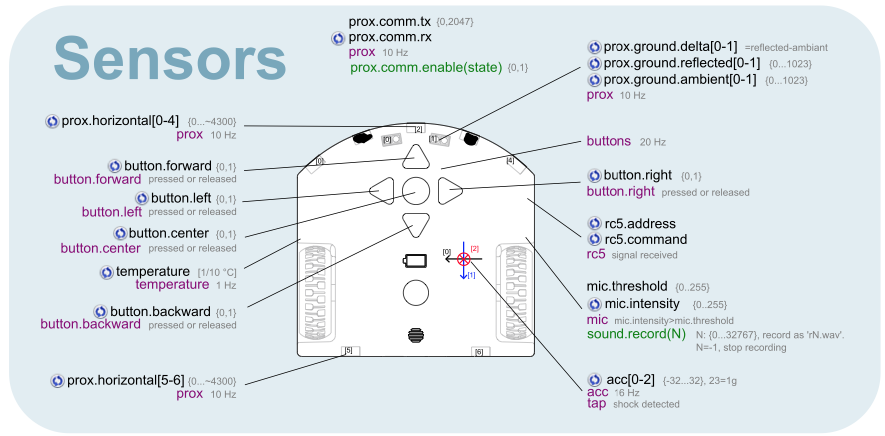 Sensors
prox.comm.tx {0,2047}
prox.comm.rx
prox 10 Hz
prox.comm.enable(state) {0,1}
prox.ground.delta[0-1] =reflected-ambiant
prox.ground.reflected[0-1] {0...1023}
prox.ground.ambient[0-1] {0...1023}
prox 10 Hz
prox.horizontal[0-4] {0...~4300}
prox 10 Hz
button.forward {0,1}
button.forward pressed or released
button.left {0,1}
button.left pressed or released
button.center {0,1}
button.center pressed or released
temperature [1/10 °C]
temperature 1 Hz
button.backward {0,1}
button.backward pressed or released
prox.horizontal[5-6] {0...~4300}
prox 10 Hz
[2]
[0]
[1]
[0]
[4]
[2]
[0]
[1]
[5]
[6]
buttons 20 Hz
button.right {0,1}
button.right pressed or released
rc5.address
rc5.command
rc5 signal received
mic.threshold {0..255}
mic.intensity {0..255}
mic mic.intensity>mic.threshold
sound.record(N) N: {0...32767}, record as 'rN.wav'.
N=-1, stop recording
acc[0-2] {-32...32}, 23=1g
acc 16 Hz
tap shock detected